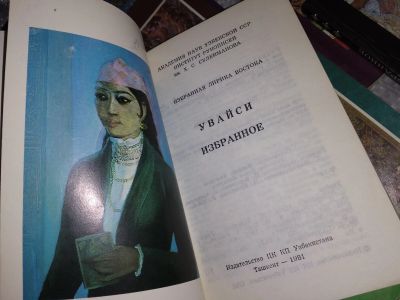 АКАДЕМИЯ НАУК УЗБЕКСКОЙ ССР
ИНСТИТУТ РУКОПИСЕЙ
им. Х. С. СУЛЕЙМАНОВА
ИЗБРАННАЯ ЛИРИКА ВОСТОКА
УВАЙСИ
ИЗБРАННОЕ
Издательство ЦК КП Узбекистана
Ташкент — 1981